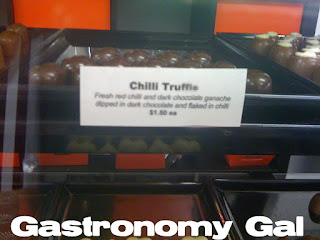 Chilli Truffle
Fresh red chilli and dark chocolate ganache
dipped in dark chocolate and flaked in chilli
$1.50 ea
Gastronomy Gal